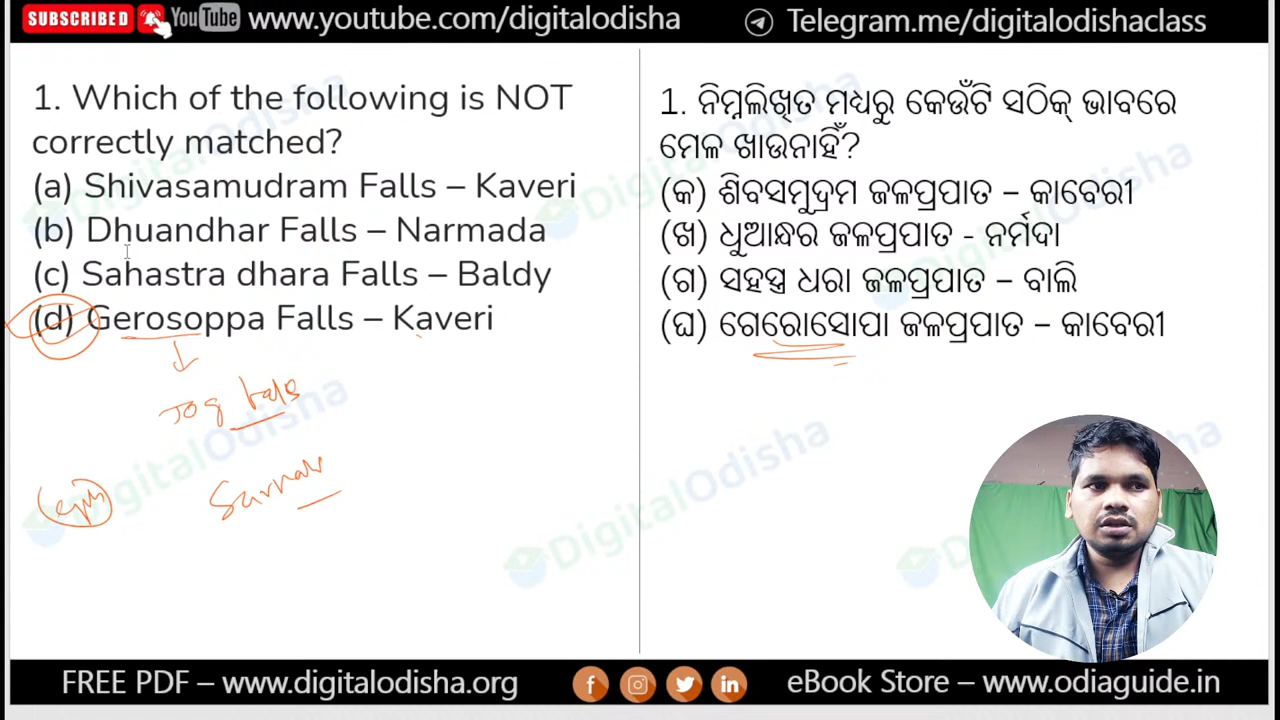 SUBSCRIBED YouTube www.youtube.com/digitalodisha
Telegram.me/digitalodishaclass
1. Which of the following is NOT
correctly matched?
(a) Shivasamudram Falls – Kaveri
(b) Dhuandhar Falls – Narmada
(c) Sahastra dhara Falls – Baldy
(d) Gerosoppa Falls – Kaveri
Jog Falls
1. ନିମ୍ନଲିଖିତ ମଧ୍ୟରୁ କେଉଁଟି ସଠିକ୍ ଭାବରେ
ମେଳ ଖାଉନାହିଁ?
(କ) ଶିବସମୁଦ୍ରମ ଜଳପ୍ରପାତ – କାବେରୀ
(ଖ) ଧୁଆନ୍ଧର ଜଳପ୍ରପାତ - ନର୍ମଦା
(ଗ) ସହସ୍ର ଧରା ଜଳପ୍ରପାତ – ବାଲି
(ଘ) ଗେରୋସୋପା ଜଳପ୍ରପାତ – କାବେରୀ
DigitalOdisha
DigitalOdisha
DigitalOdisha
FREE PDF – www.digitalodisha.org
eBook Store – www.odiaguide.in